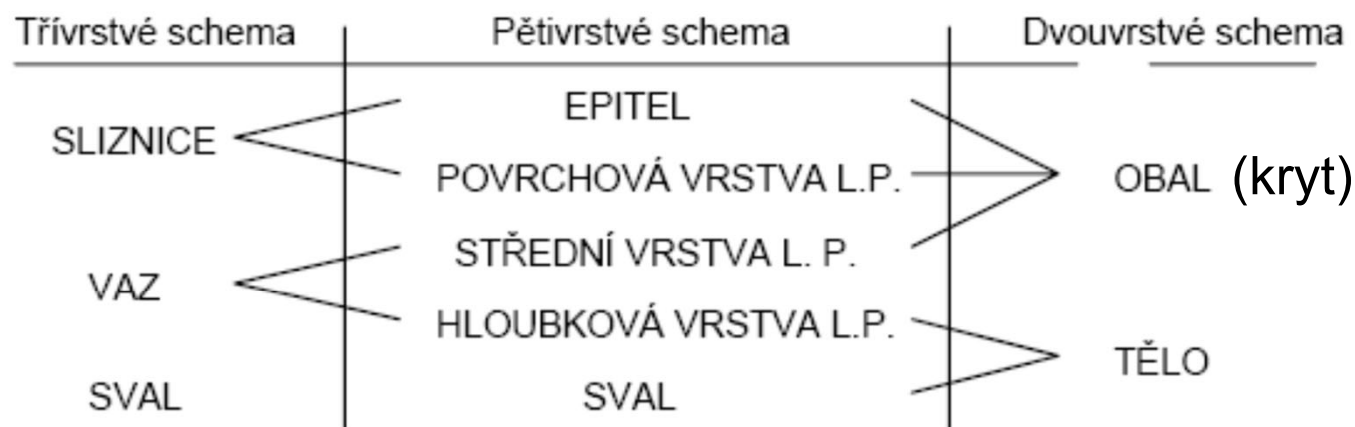 Třívrstvé schema Pětivrstvé schema Dvouvrstvé schema
EPITEL
SLIZNICE
POVRCHOVÁ VRSTVA L.P. OBAL (kryt)
STŘEDNÍ VRSTVA L. P.
VAZ
HLOUBKOVÁ VRSTVA L.P.
TĚLO
SVAL SVAL